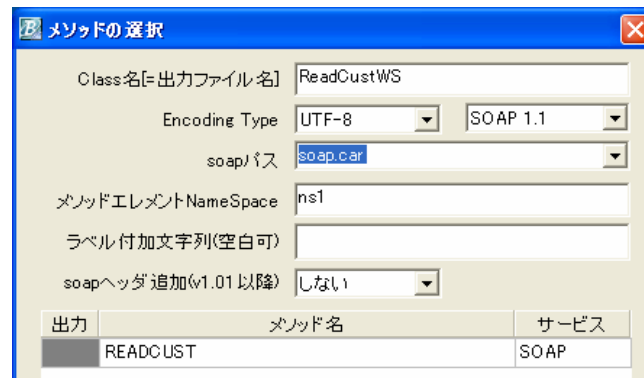 メソッドの選択
Class名[=出力ファイル名] ReadCustWS
Encoding Type UTF-8 SOAP 1.1
soapパス soap.car
メソッドエレメントNameSpace ns1
ラベル付加文字列(空白可)
soapヘッダ追加(v1.01以降) しない
出力 メソッド名 サービス
READCUST SOAP